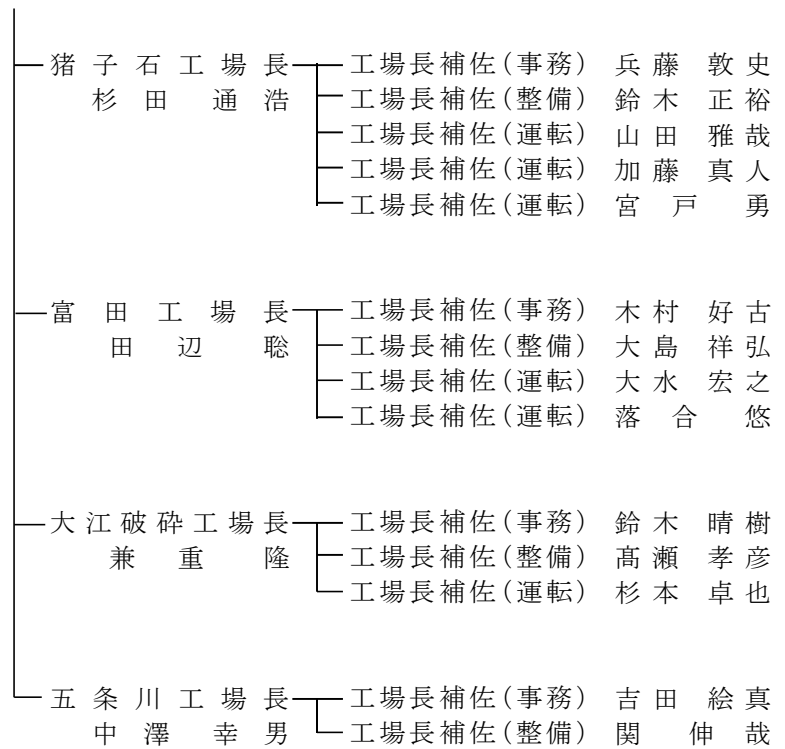 猪子石工場長 工場長補佐(事務) 兵藤敦史
杉田通浩 工場長補佐(整備) 鈴木正裕
工場長補佐(運転) 山田雅哉
工場長補佐(運転) 加藤真人
工場長補佐(運転) 宮戸勇
富田工場長 工場長補佐(事務) 木村好古
田辺聡 工場長補佐(整備) 大島祥弘
工場長補佐(運転) 大水宏之
工場長補佐(運転) 落合悠
大江破砕工場長 工場長補佐(事務) 鈴木晴樹
兼重隆 工場長補佐(整備) 髙瀬孝彦
工場長補佐(運転) 杉本卓也
五条川工場長 工場長補佐(事務) 吉田絵真
中澤幸男 工場長補佐(整備) 関伸哉